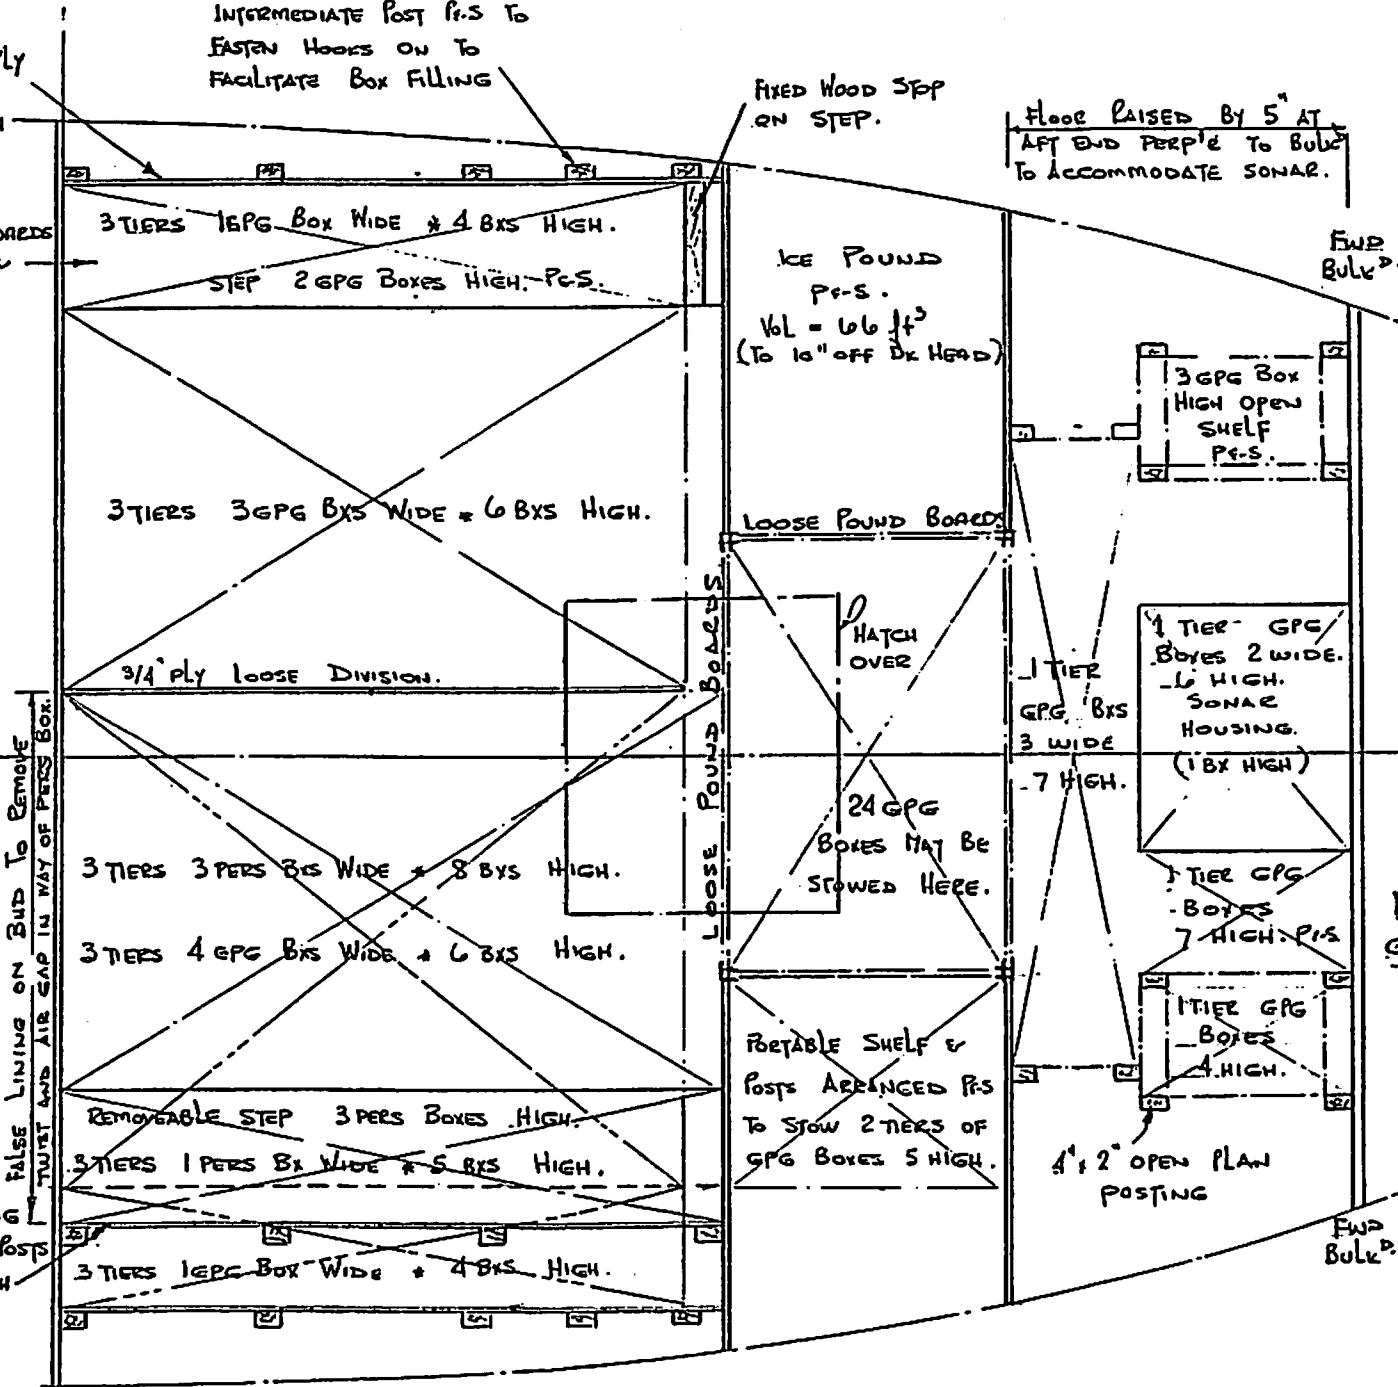 INTERMEDIATE POST P&S TO
FASTEN HOOKS ON TO
FACILITATE BOX FILLING
PLY
FIXED WOOD STOP
ON STEP.
FLOOR RAISED BY 5" AT
AFT END PERP'R TO BULK
TO ACCOMMODATE SONAR.
FWD
BULKD.
3 TIERS 1GPG BOX WIDE * 4 BXS HIGH.
STEP 2 GPG BOXES HIGH. P&S.
ICE POUND
P&S.
VOL = 66 ft3
(TO 10" OFF DK HEAD)
3 GPG BOX
HIGH OPEN
SHELF
P&S.
3 TIERS 3 GPG BXS WIDE * 6 BXS HIGH.
LOOSE POUND BOARDS
LOOSE POUND BOARDS.
HATCH
OVER
3/4" PLY LOOSE DIVISION.
1 TIER
GPG BXS
3 WIDE
7 HIGH.
1 TIER GPG
BOXES 2 WIDE.
6 HIGH.
SONAR
HOUSING.
(1 BX HIGH)
24 GPG
BOXES MAY BE
STOWED HERE.
3 TIERS 3 PERS BXS WIDE * 8 BXS HIGH.
3 TIERS 4 GPG BXS WIDE * 6 BXS HIGH.
1 TIER GPG
BOXES
7 HIGH. P&S
1 TIER GPG
BOXES
4 HIGH.
PORTABLE SHELF &
POSTS ARRANGED P&S
TO STOW 2 TIERS OF
GPG BOXES 5 HIGH.
4" x 2" OPEN PLAN
POSTING
FALSE LINING ON BHD TO REMOVE
TWIST AND AIR GAP IN WAY OF PERS BOX.
REMOVEABLE STEP 3 PERS BOXES HIGH.
3 TIERS 1 PERS BX WIDE * 5 BXS HIGH.
3 TIERS 1GPG BOX WIDE * 4 BXS HIGH.
POSTS
FWD
BULKD.